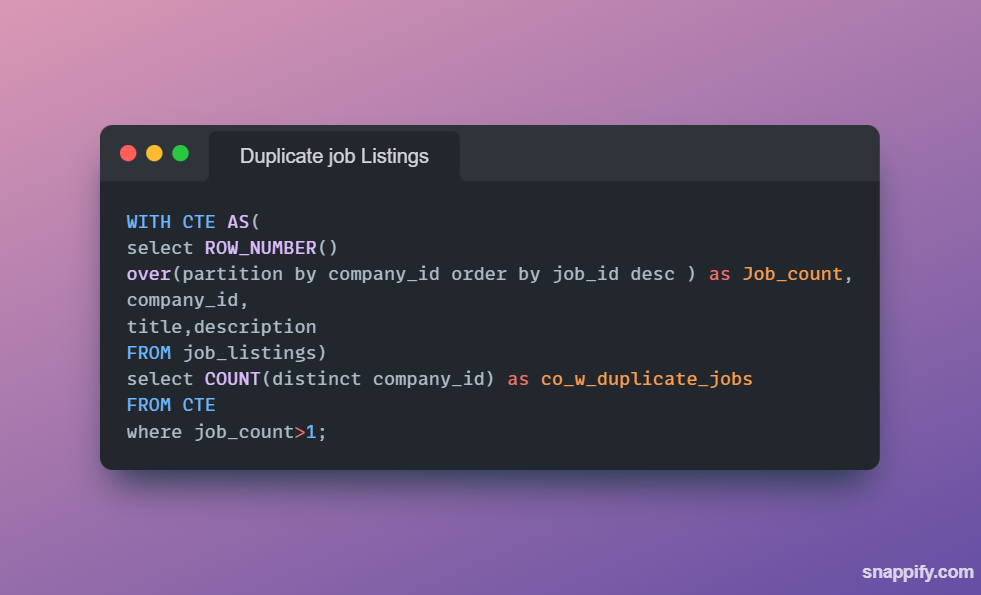 Duplicate job Listings
WITH CTE AS(
select ROW_NUMBER()
over(partition by company_id order by job_id desc ) as Job_count,
company_id,
title,description
FROM job_listings)
select COUNT(distinct company_id) as co_w_duplicate_jobs
FROM CTE
where job_count>1;
snappify.com